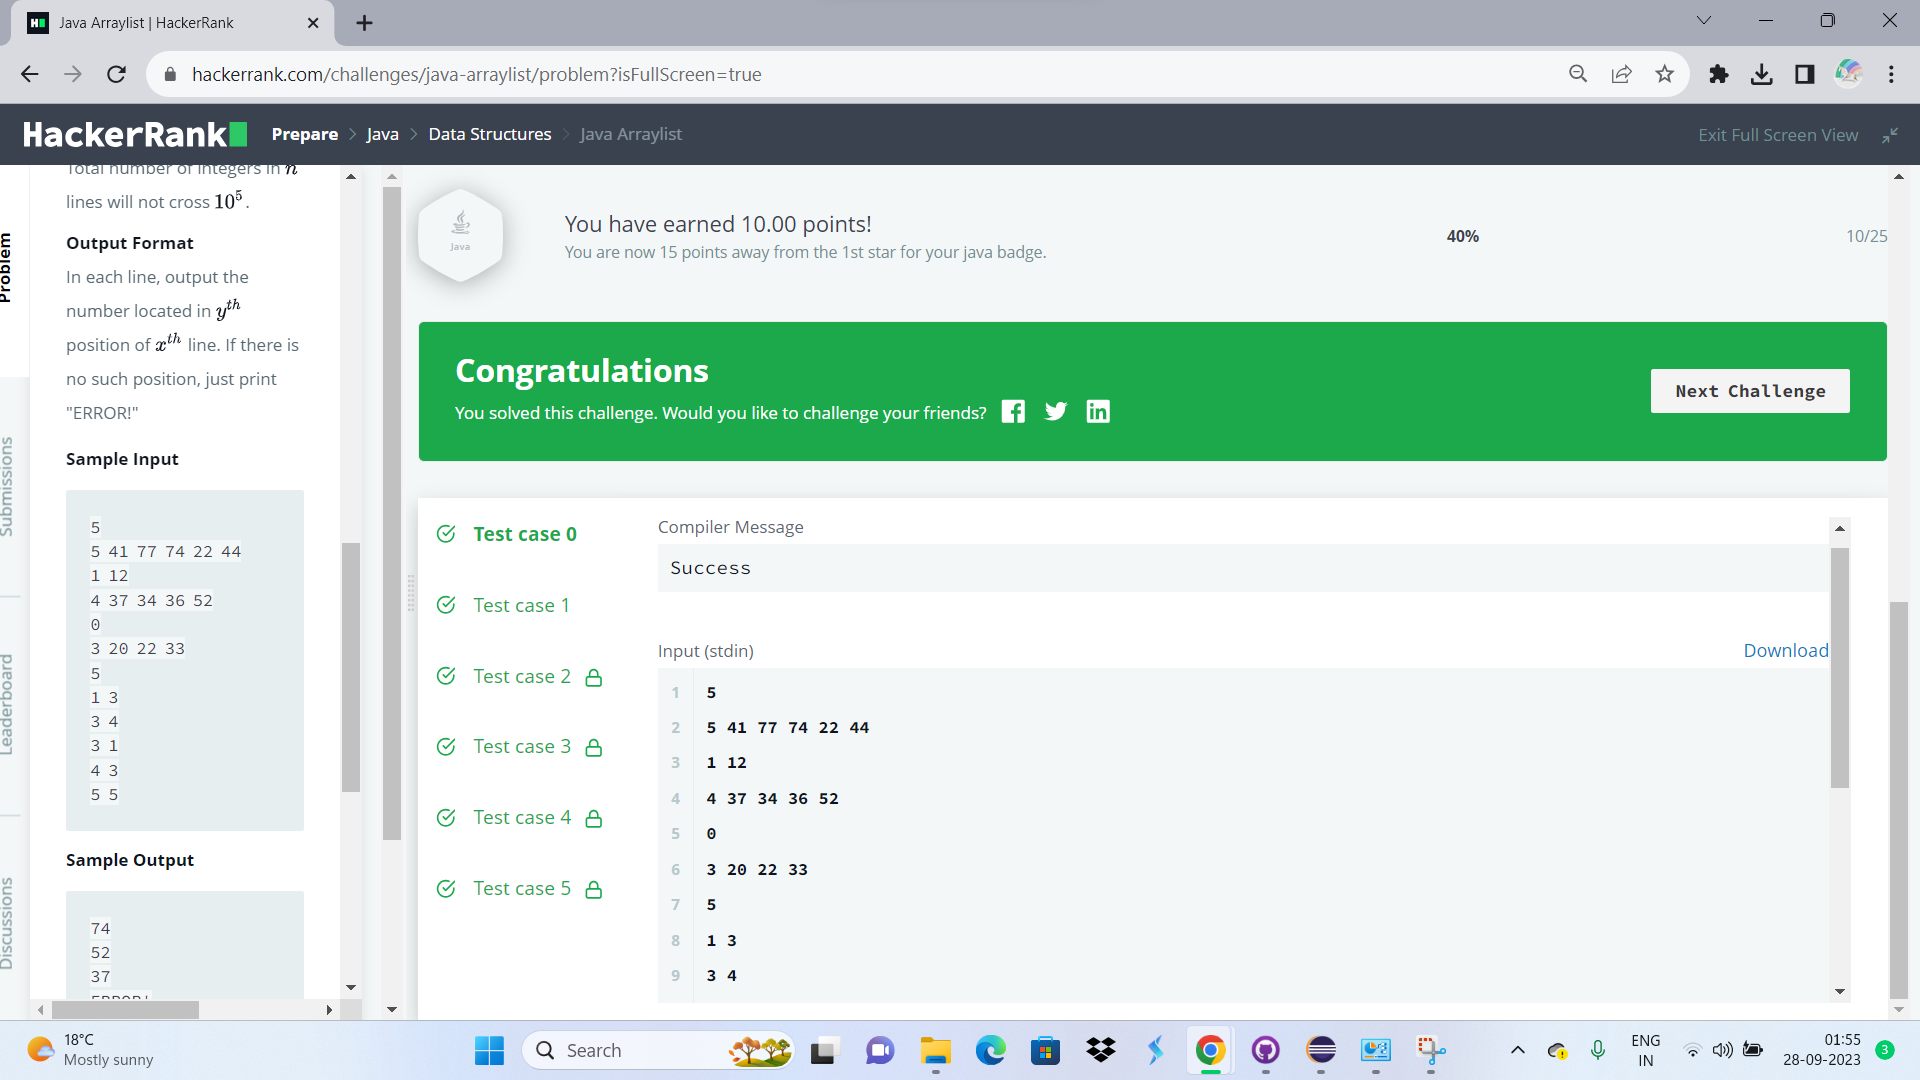 Java Arraylist | HackerRank
hackerrank.com/challenges/java-arraylist/problem?isFullScreen=true
HackerRank
Prepare > Java > Data Structures > Java Arraylist
Exit Full Screen View
Problem
Submissions
Leaderboard
Discussions
Total number of integers in n
lines will not cross 10^5.
Output Format
In each line, output the
number located in y^th
position of x^th line. If there is
no such position, just print
"ERROR!"
Sample Input
5
5 41 77 74 22 44
1 12
4 37 34 36 52
0
3 20 22 33
5
1 3
3 4
3 1
4 3
5 5
Sample Output
74
52
37
ERROR!
Java
You have earned 10.00 points!
You are now 15 points away from the 1st star for your java badge.
40%
10/25
Congratulations
You solved this challenge. Would you like to challenge your friends?
Next Challenge
Test case 0
Test case 1
Test case 2
Test case 3
Test case 4
Test case 5
Compiler Message
Success
Input (stdin)
Download
1 5
2 5 41 77 74 22 44
3 1 12
4 4 37 34 36 52
5 0
6 3 20 22 33
7 5
8 1 3
9 3 4
18°C
Mostly sunny
Search
ENG
IN
01:55
28-09-2023
3